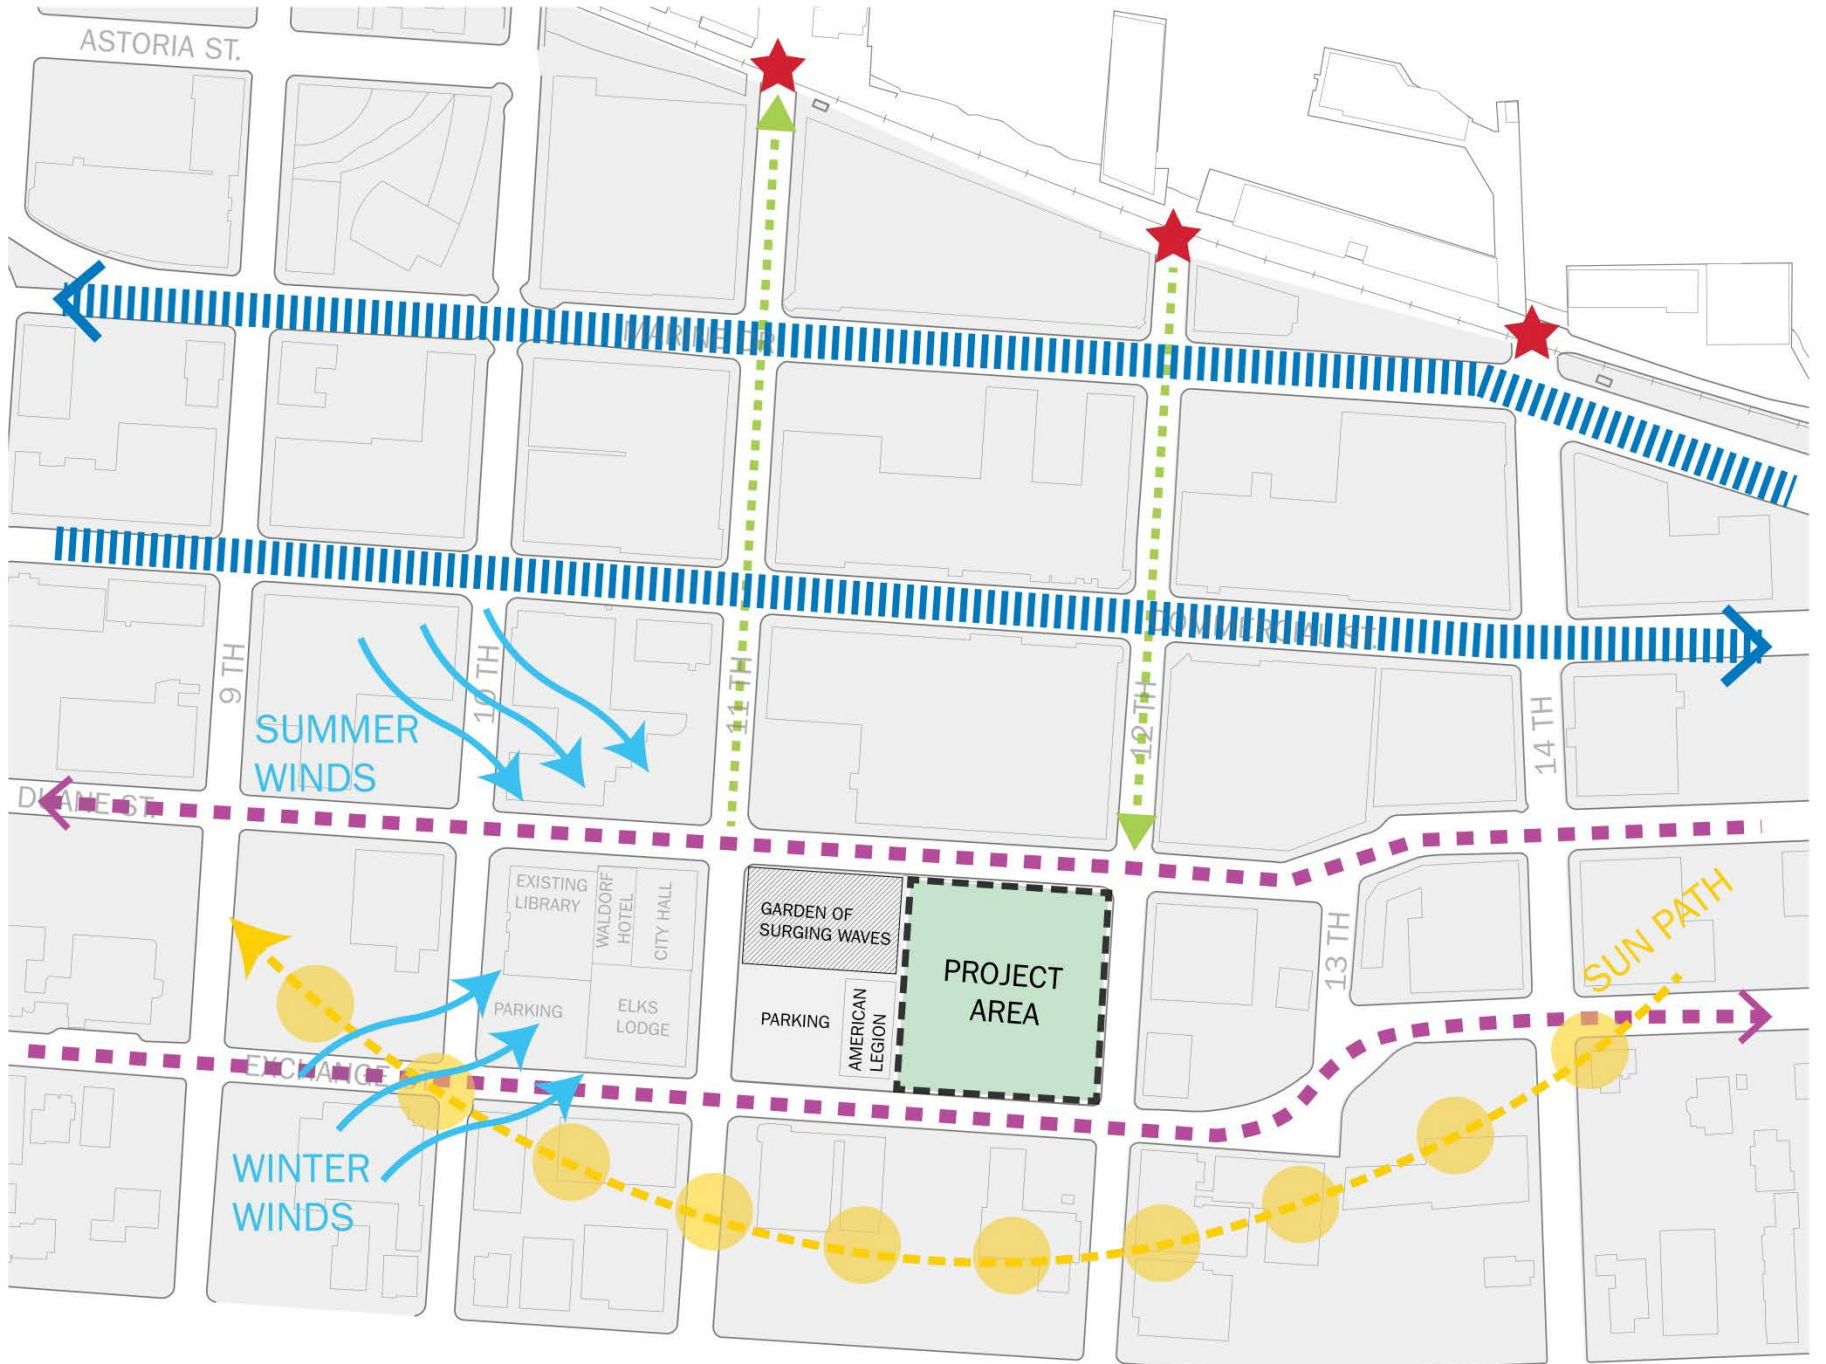 ASTORIA ST.
MARINE DR.
COMMERCIAL ST.
9 TH
10 TH
11 TH
12 TH
14 TH
SUMMER
WINDS
DUANE ST.
EXISTING
LIBRARY
WALDORF
HOTEL
CITY HALL
GARDEN OF
SURGING WAVES
PROJECT
AREA
13 TH
SUN PATH
PARKING
ELKS
LODGE
PARKING
AMERICAN
LEGION
EXCHANGE ST.
WINTER
WINDS